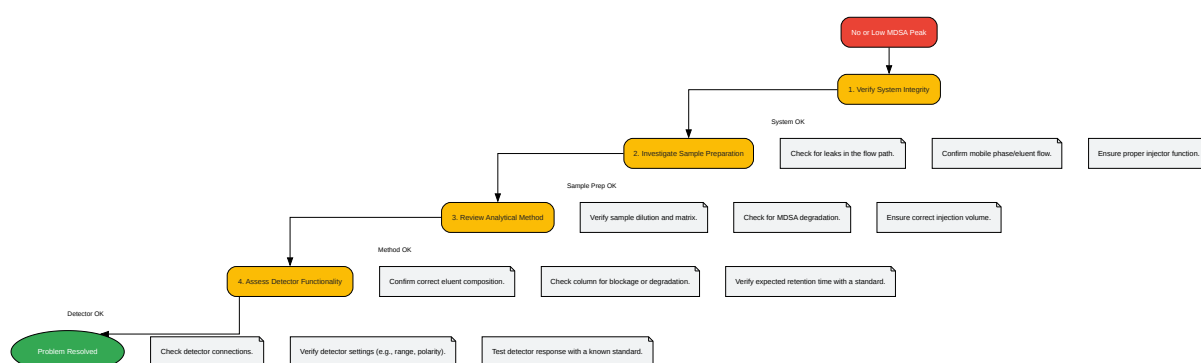 No or Low MDSA Peak
1. Verify System Integrity
System OK
2. Investigate Sample Preparation
Check for leaks in the flow path.
Confirm mobile phase/eluent flow.
Ensure proper injector function.
Sample Prep OK
3. Review Analytical Method
Verify sample dilution and matrix.
Check for MDSA degradation.
Ensure correct injection volume.
Method OK
4. Assess Detector Functionality
Confirm correct eluent composition.
Check column for blockage or degradation.
Verify expected retention time with a standard.
Detector OK
Problem Resolved
Check detector connections.
Verify detector settings (e.g., range, polarity).
Test detector response with a known standard.